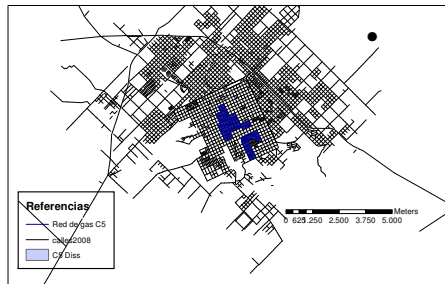 Meters
0 625 1.250 2.500 3.750 5.000
Referencias
Red de gas C5
calles2008
C5 Diss